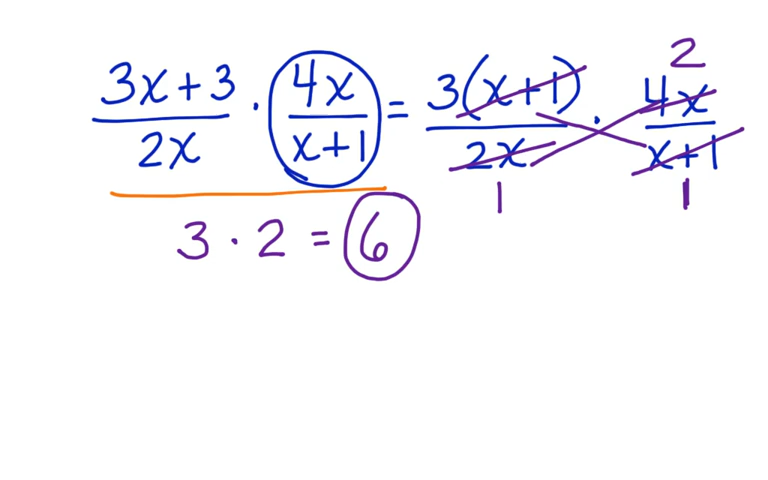 2
3x+3 · 4x = 3(x+1) · 4x
2x x+1 2x x+1
1 1
3 · 2 = 6